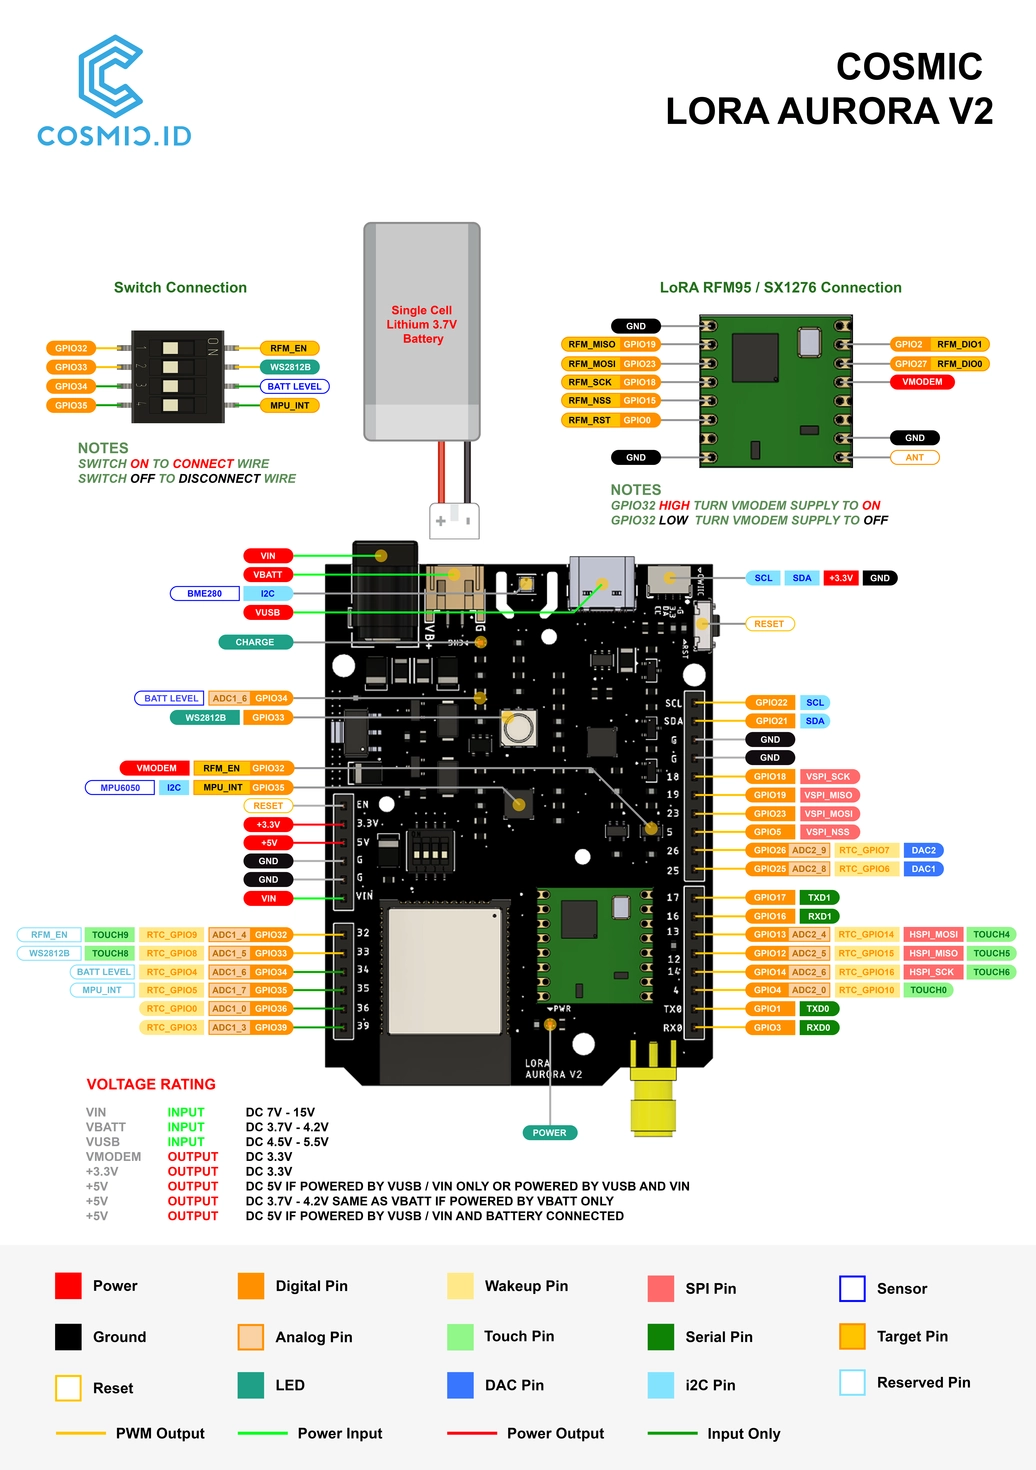 COSMIC.ID
COSMIC
LORA AURORA V2
Switch Connection
GPIO32 RFM_EN
GPIO33 WS2812B
GPIO34 BATT LEVEL
GPIO35 MPU_INT
1
2
3
4
ON
NOTES
SWITCH ON TO CONNECT WIRE
SWITCH OFF TO DISCONNECT WIRE
Single Cell
Lithium 3.7V
Battery
+ -
LoRA RFM95 / SX1276 Connection
GND
RFM_MISO GPIO19 GPIO2 RFM_DIO1
RFM_MOSI GPIO23 GPIO27 RFM_DIO0
RFM_SCK GPIO18 VMODEM
RFM_NSS GPIO15
RFM_RST GPIO0
GND
GND ANT
NOTES
GPIO32 HIGH TURN VMODEM SUPPLY TO ON
GPIO32 LOW TURN VMODEM SUPPLY TO OFF
VIN
VBATT
BME280 I2C
VUSB
CHARGE
BATT LEVEL ADC1_6 GPIO34
WS2812B GPIO33
VMODEM RFM_EN GPIO32
MPU6050 I2C MPU_INT GPIO35
RESET EN
+3.3V 3.3V
+5V 5V
GND G
GND G
VIN VIN
RFM_EN TOUCH9 RTC_GPIO9 ADC1_4 GPIO32 32
WS2812B TOUCH8 RTC_GPIO8 ADC1_5 GPIO33 33
BATT LEVEL RTC_GPIO4 ADC1_6 GPIO34 34
MPU_INT RTC_GPIO5 ADC1_7 GPIO35 35
RTC_GPIO0 ADC1_0 GPIO36 36
RTC_GPIO3 ADC1_3 GPIO39 39
VB+
G
CHG
RST
SCL SDA +3.3V GND
RESET
SCL GPIO22 SCL
SDA GPIO21 SDA
G GND
G GND
18 GPIO18 VSPI_SCK
19 GPIO19 VSPI_MISO
23 GPIO23 VSPI_MOSI
5 GPIO5 VSPI_NSS
26 GPIO26 ADC2_9 RTC_GPIO7 DAC2
25 GPIO25 ADC2_8 RTC_GPIO6 DAC1
17 GPIO17 TXD1
16 GPIO16 RXD1
13 GPIO13 ADC2_4 RTC_GPIO14 HSPI_MOSI TOUCH4
12 GPIO12 ADC2_5 RTC_GPIO15 HSPI_MISO TOUCH5
14 GPIO14 ADC2_6 RTC_GPIO16 HSPI_SCK TOUCH6
4 GPIO4 ADC2_0 RTC_GPIO10 TOUCH0
TX0 GPIO1 TXD0
RX0 GPIO3 RXD0
PWR
LORA
AURORA V2
POWER
VOLTAGE RATING
VIN INPUT DC 7V - 15V
VBATT INPUT DC 3.7V - 4.2V
VUSB INPUT DC 4.5V - 5.5V
VMODEM OUTPUT DC 3.3V
+3.3V OUTPUT DC 3.3V
+5V OUTPUT DC 5V IF POWERED BY VUSB / VIN ONLY OR POWERED BY VUSB AND VIN
+5V OUTPUT DC 3.7V - 4.2V SAME AS VBATT IF POWERED BY VBATT ONLY
+5V OUTPUT DC 5V IF POWERED BY VUSB / VIN AND BATTERY CONNECTED
Power Digital Pin Wakeup Pin SPI Pin Sensor
Ground Analog Pin Touch Pin Serial Pin Target Pin
Reset LED DAC Pin i2C Pin Reserved Pin
PWM Output Power Input Power Output Input Only